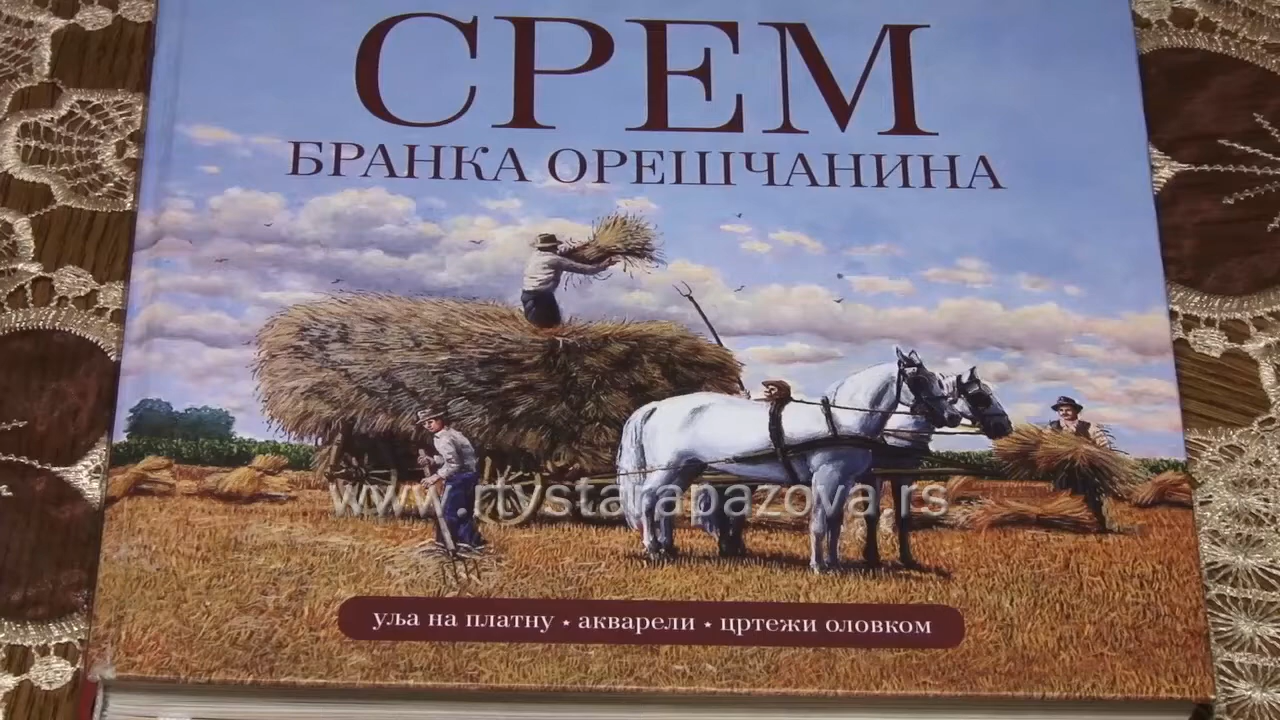 СРЕМ
БРАНКА ОРЕШЧАНИНА
www.rtvstarapazova.rs
уља на платну ⋆ акварели ⋆ цртежи оловком